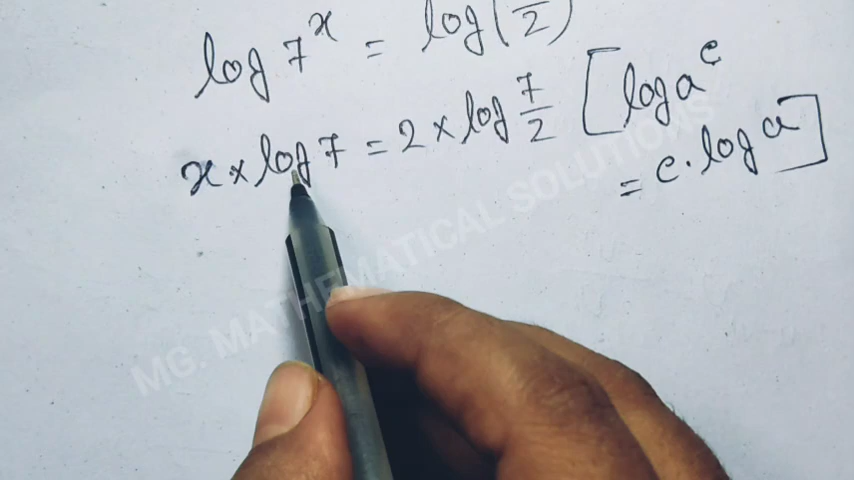 log 7^x = log(7/2)
x × log 7 = 2 × log 7/2 [log a^c
= c. log a]
MG. MATHEMATICAL SOLUTIONS